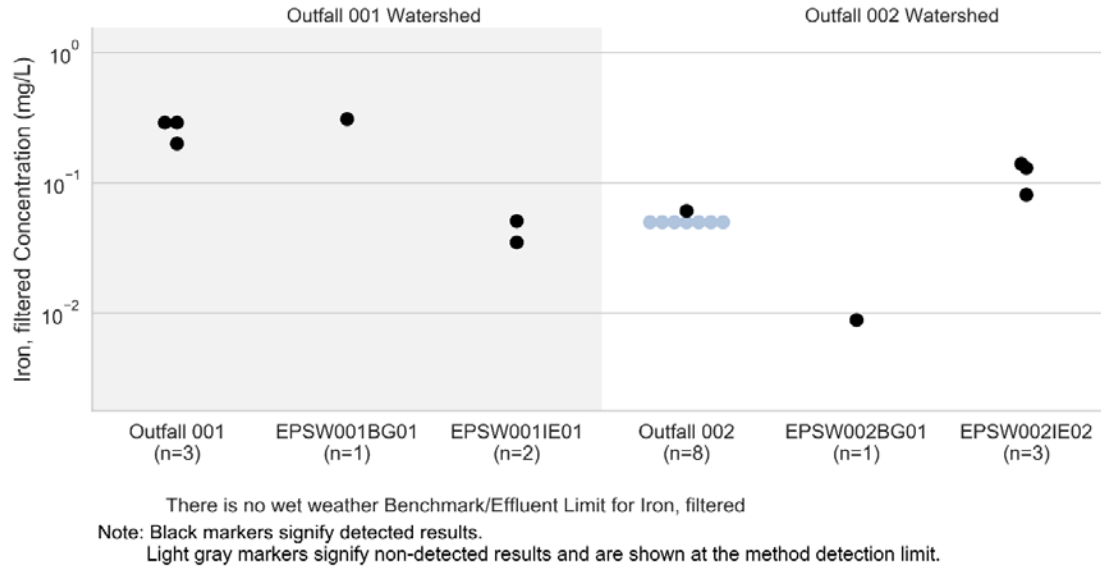 Outfall 001 Watershed
Outfall 002 Watershed
Iron, filtered Concentration (mg/L)
10⁰
10⁻¹
10⁻²
Outfall 001
(n=3)
EPSW001BG01
(n=1)
EPSW001IE01
(n=2)
Outfall 002
(n=8)
EPSW002BG01
(n=1)
EPSW002IE02
(n=3)
There is no wet weather Benchmark/Effluent Limit for Iron, filtered
Note: Black markers signify detected results.
Light gray markers signify non-detected results and are shown at the method detection limit.